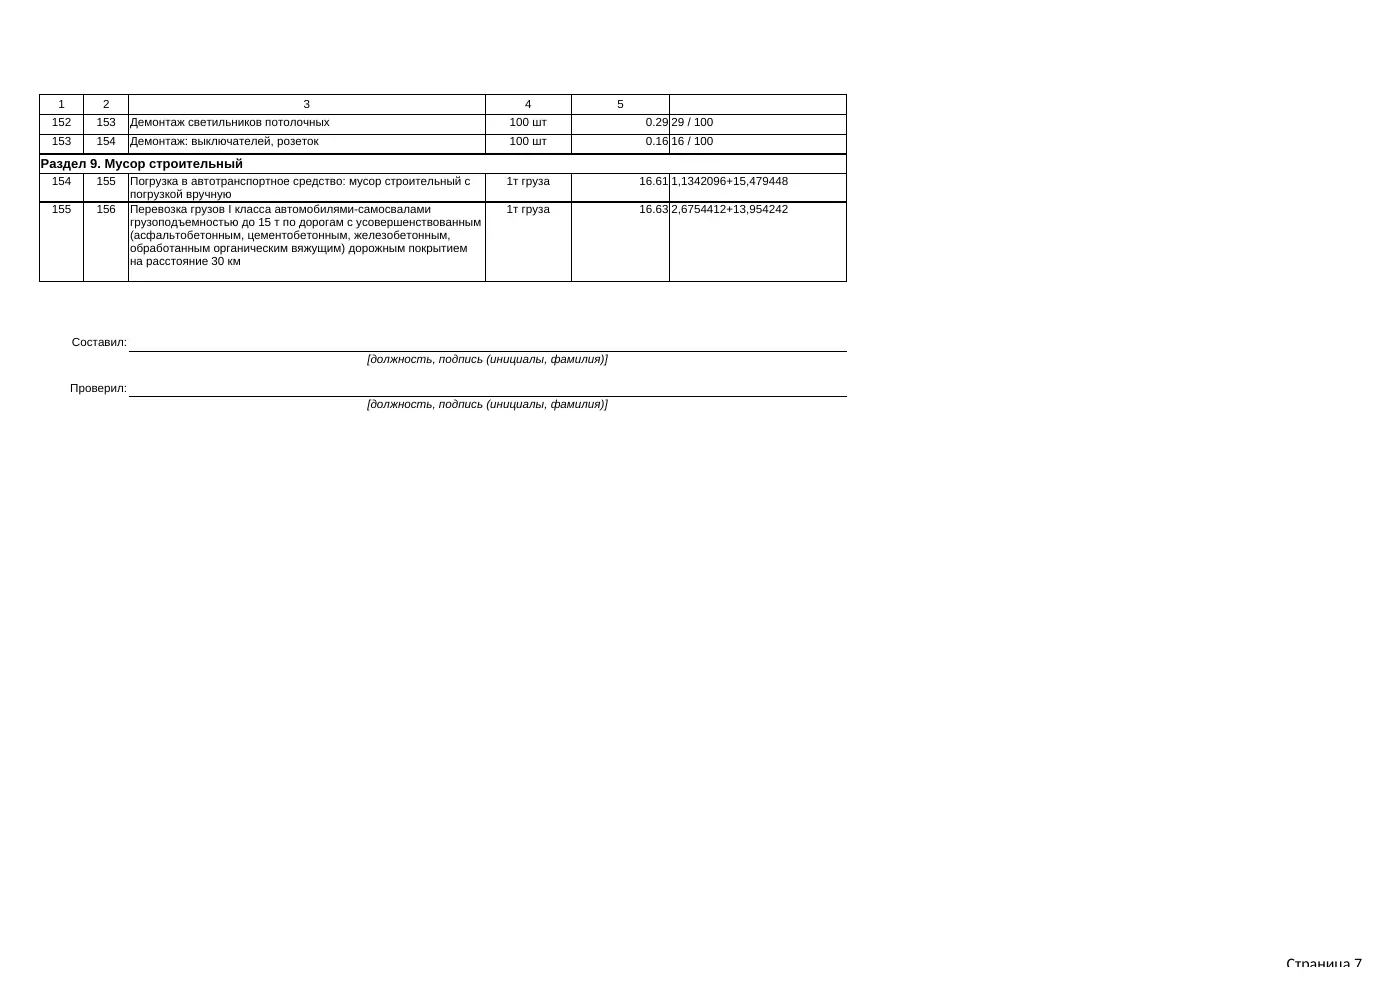 1 2 3 4 5
152 153 Демонтаж светильников потолочных 100 шт 0.29 29 / 100
153 154 Демонтаж: выключателей, розеток 100 шт 0.16 16 / 100
Раздел 9. Мусор строительный
154 155 Погрузка в автотранспортное средство: мусор строительный с 1т груза 16.61 1,1342096+15,479448
погрузкой вручную
155 156 Перевозка грузов I класса автомобилями-самосвалами 1т груза 16.63 2,6754412+13,954242
грузоподъемностью до 15 т по дорогам с усовершенствованным
(асфальтобетонным, цементобетонным, железобетонным,
обработанным органическим вяжущим) дорожным покрытием
на расстояние 30 км
Составил:
[должность, подпись (инициалы, фамилия)]
Проверил:
[должность, подпись (инициалы, фамилия)]
Страница 7